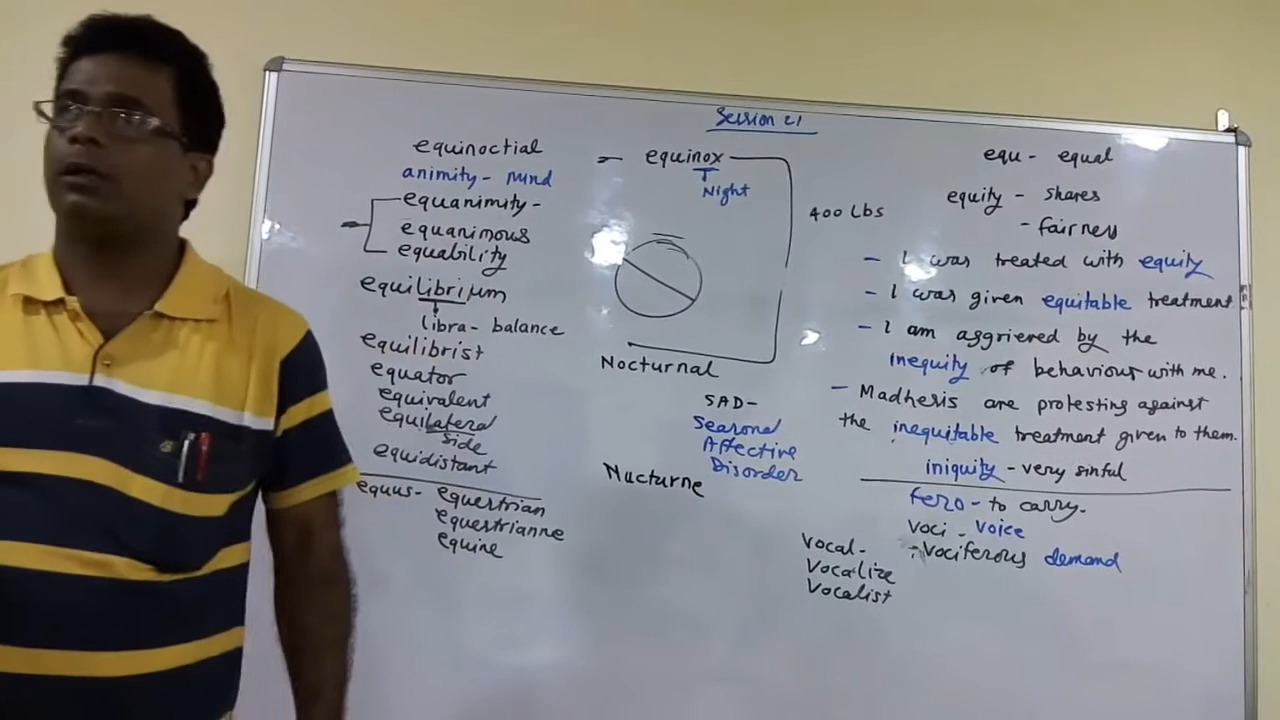 Session 21
equinoctial
animity - mind
equanimity -
equanimous
equability
equilibrium
libra - balance
equilibrist
equator
equivalent
equilateral
side
equidistant
equus - equestrian
equestrianne
equine
equinox
Night
Nocturnal
SAD -
Seasonal
Affective
Disorder
Nucturne
400 Lbs
equ - equal
equity - shares
- fairness
- I was treated with equity
- I was given equitable treatment
- I am aggrieved by the
inequity of behaviour with me.
- Madhesis are protesting against
the inequitable treatment given to them.
iniquity - very sinful
fero - to carry.
voci - voice
- vociferous demand
vocal -
Vocalize
Vocalist